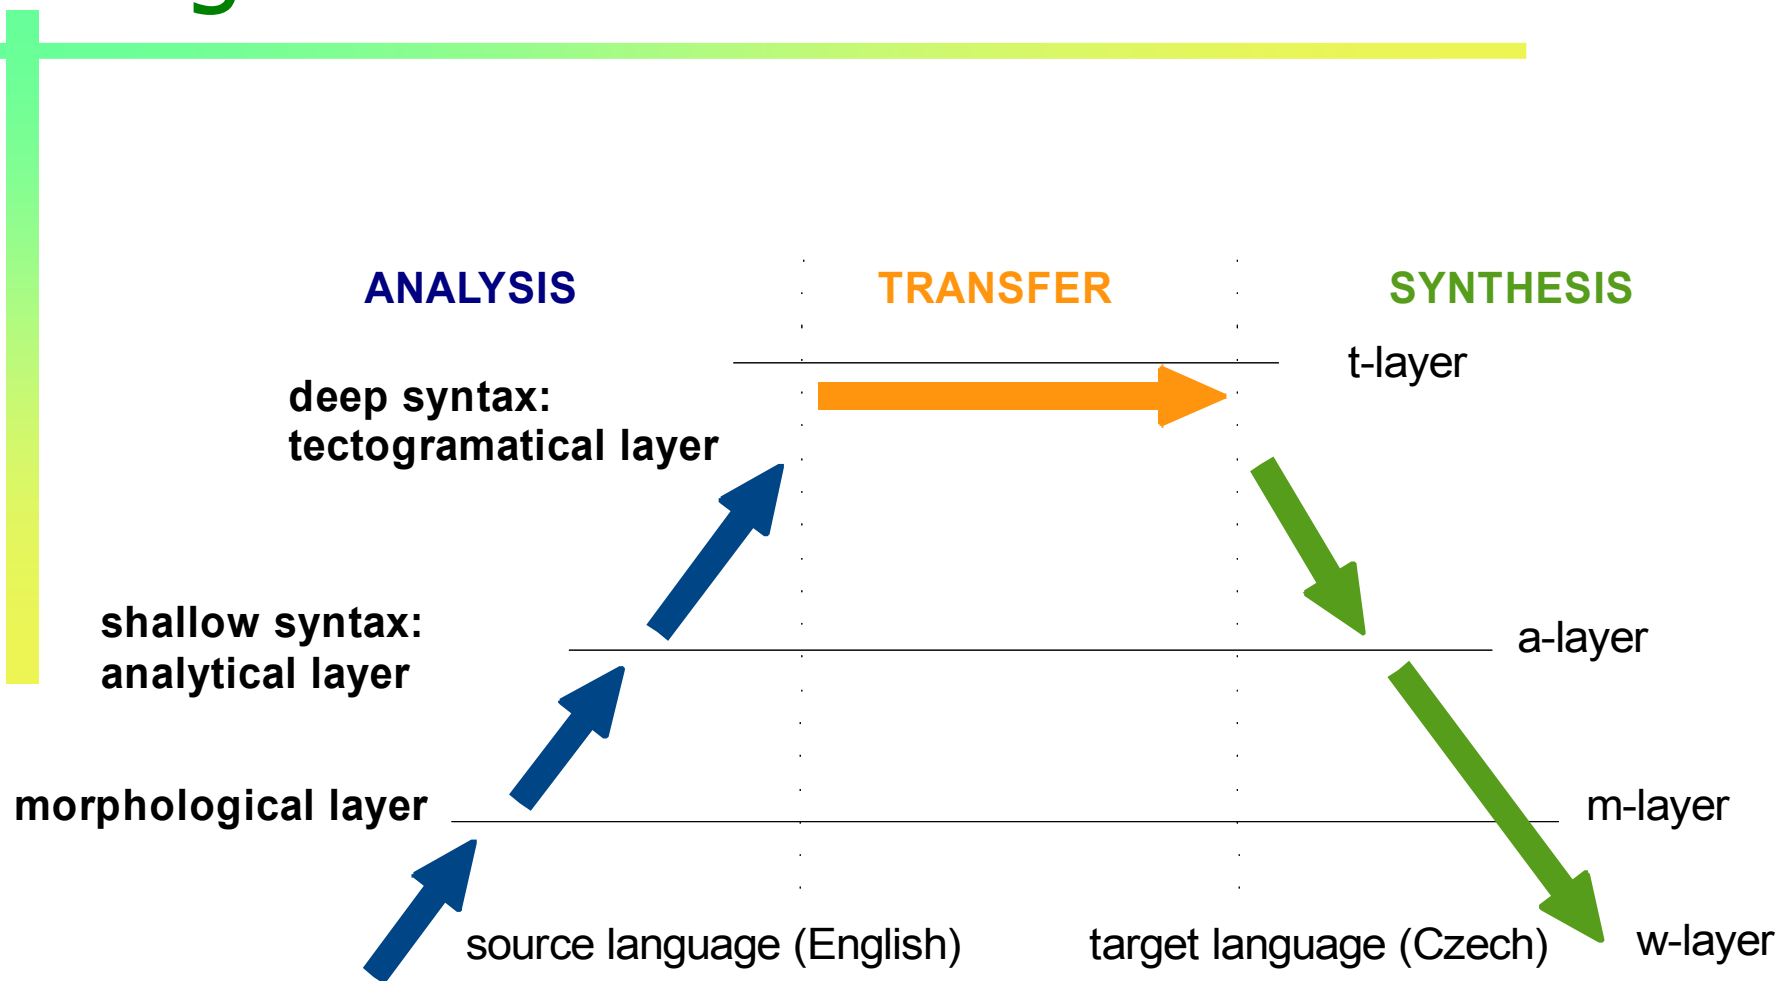 ANALYSIS TRANSFER SYNTHESIS
t-layer
deep syntax:
tectogramatical layer
shallow syntax:
a-layer
analytical layer
morphological layer
m-layer
source language (English) target language (Czech) w-layer